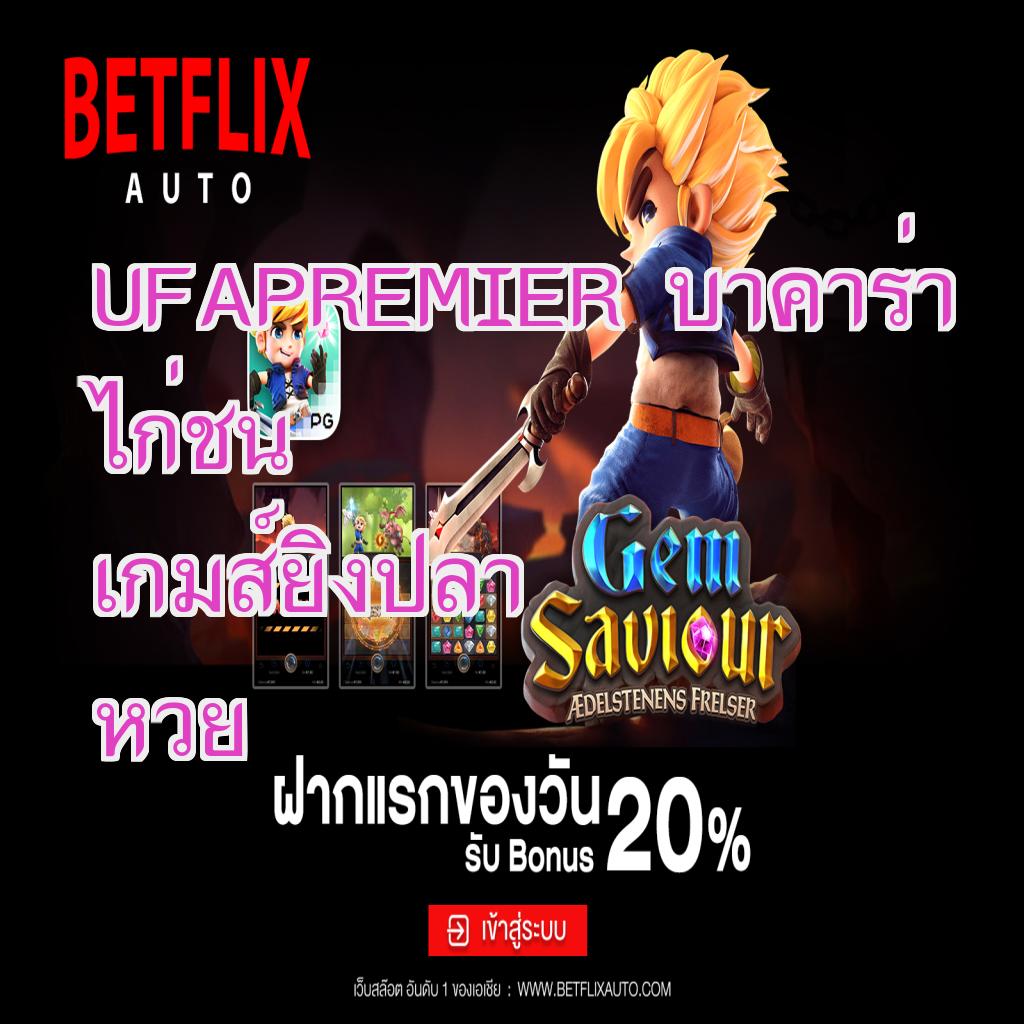 BETFLIX
AUTO
UFAPREMIER บาคาร่า
ไก่ชน
PG
เกมส์ยิงปลา
หวย
Gem
Saviour
ÆDELSTENENS FRELSER
ฝากแรกของวัน
รับ Bonus 20%
เข้าสู่ระบบ
เว็บสล๊อต อันดับ 1 ของเอเชีย : WWW.BETFLIXAUTO.COM